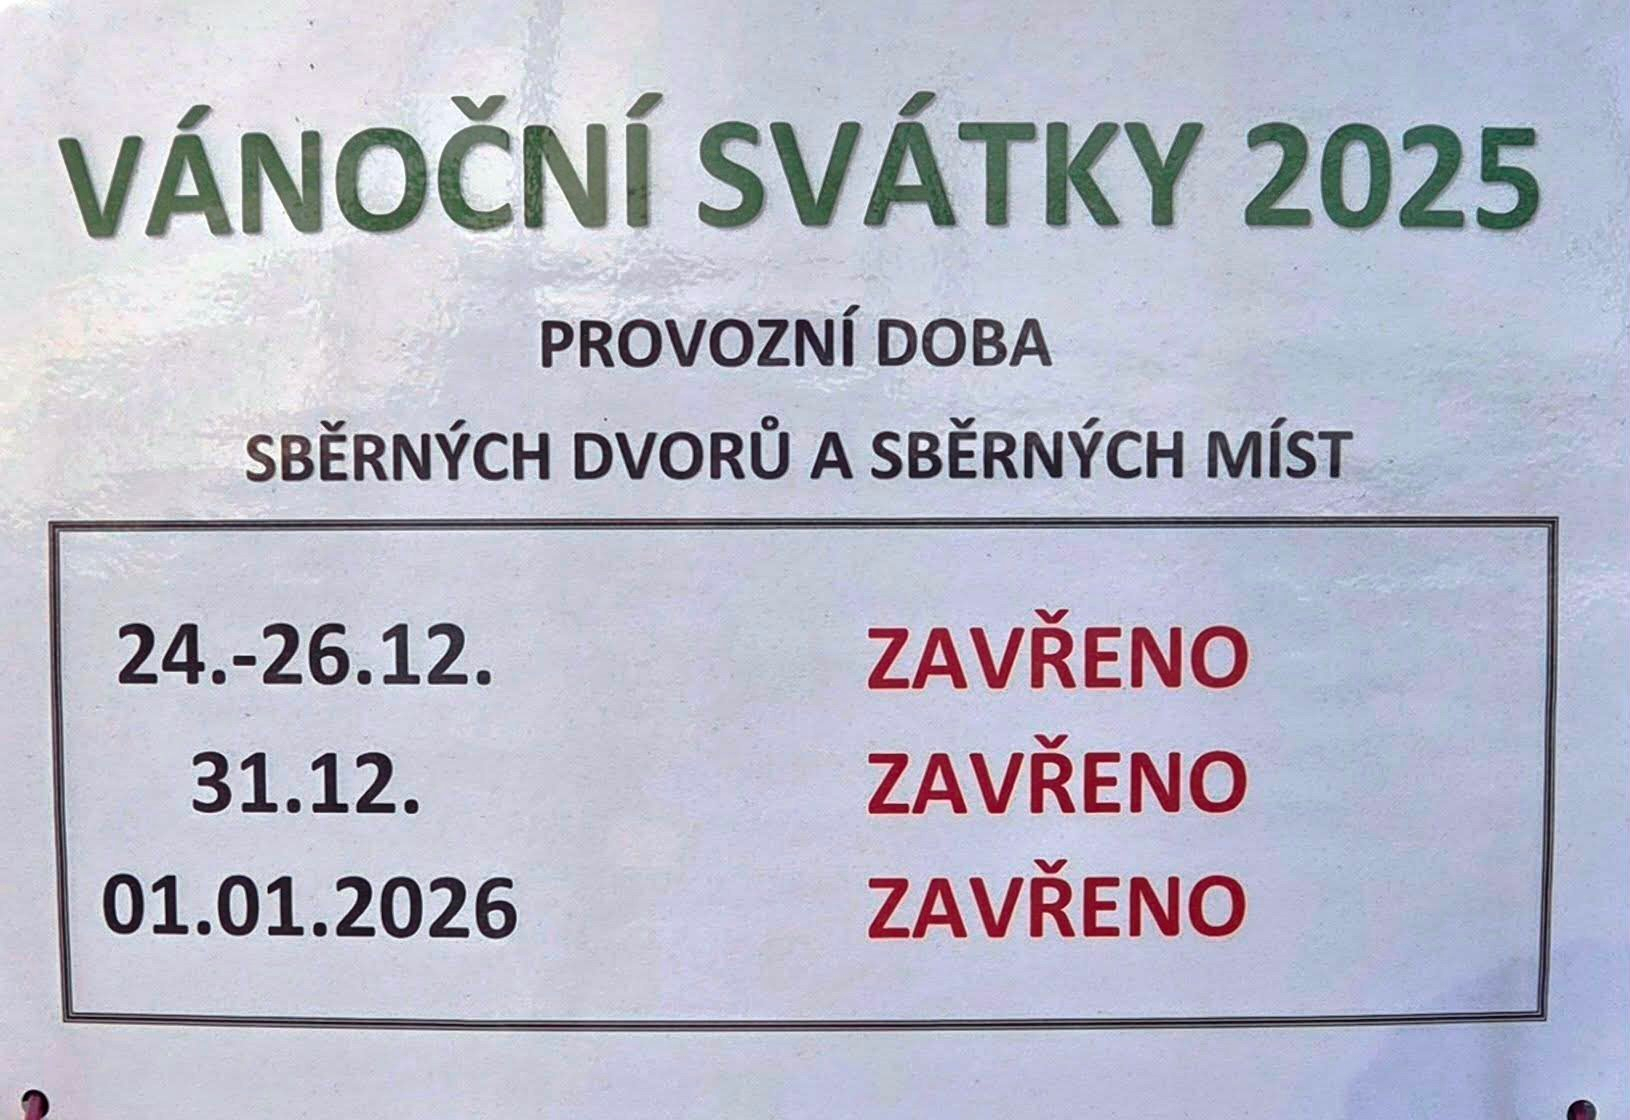 VÁNOČNÍ SVÁTKY 2025
PROVOZNÍ DOBA
SBĚRNÝCH DVORŮ A SBĚRNÝCH MÍST
24.-26.12. ZAVŘENO
31.12. ZAVŘENO
01.01.2026 ZAVŘENO